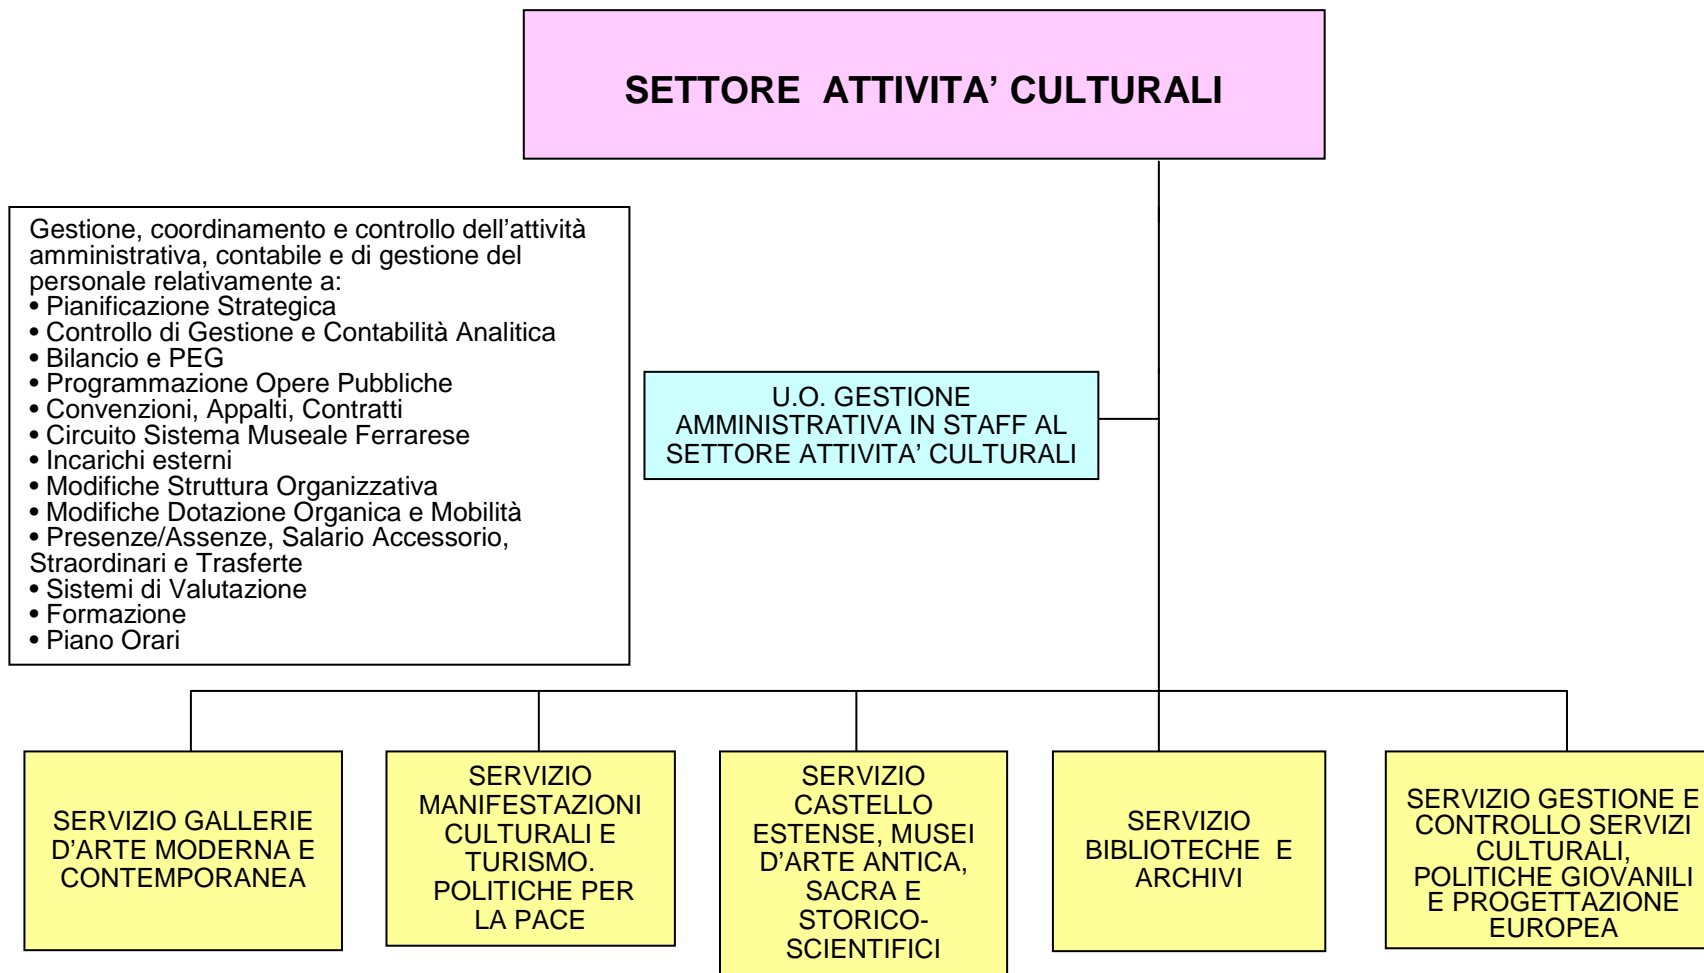 SETTORE ATTIVITA’ CULTURALI
Gestione, coordinamento e controllo dell’attività
amministrativa, contabile e di gestione del
personale relativamente a:
• Pianificazione Strategica
• Controllo di Gestione e Contabilità Analitica
• Bilancio e PEG
• Programmazione Opere Pubbliche
• Convenzioni, Appalti, Contratti
• Circuito Sistema Museale Ferrarese
• Incarichi esterni
• Modifiche Struttura Organizzativa
• Modifiche Dotazione Organica e Mobilità
• Presenze/Assenze, Salario Accessorio,
Straordinari e Trasferte
• Sistemi di Valutazione
• Formazione
• Piano Orari
U.O. GESTIONE
AMMINISTRATIVA IN STAFF AL
SETTORE ATTIVITA’ CULTURALI
SERVIZIO GALLERIE
D’ARTE MODERNA E
CONTEMPORANEA
SERVIZIO
MANIFESTAZIONI
CULTURALI E
TURISMO.
POLITICHE PER
LA PACE
SERVIZIO
CASTELLO
ESTENSE, MUSEI
D’ARTE ANTICA,
SACRA E
STORICO-
SCIENTIFICI
SERVIZIO
BIBLIOTECHE E
ARCHIVI
SERVIZIO GESTIONE E
CONTROLLO SERVIZI
CULTURALI,
POLITICHE GIOVANILI
E PROGETTAZIONE
EUROPEA